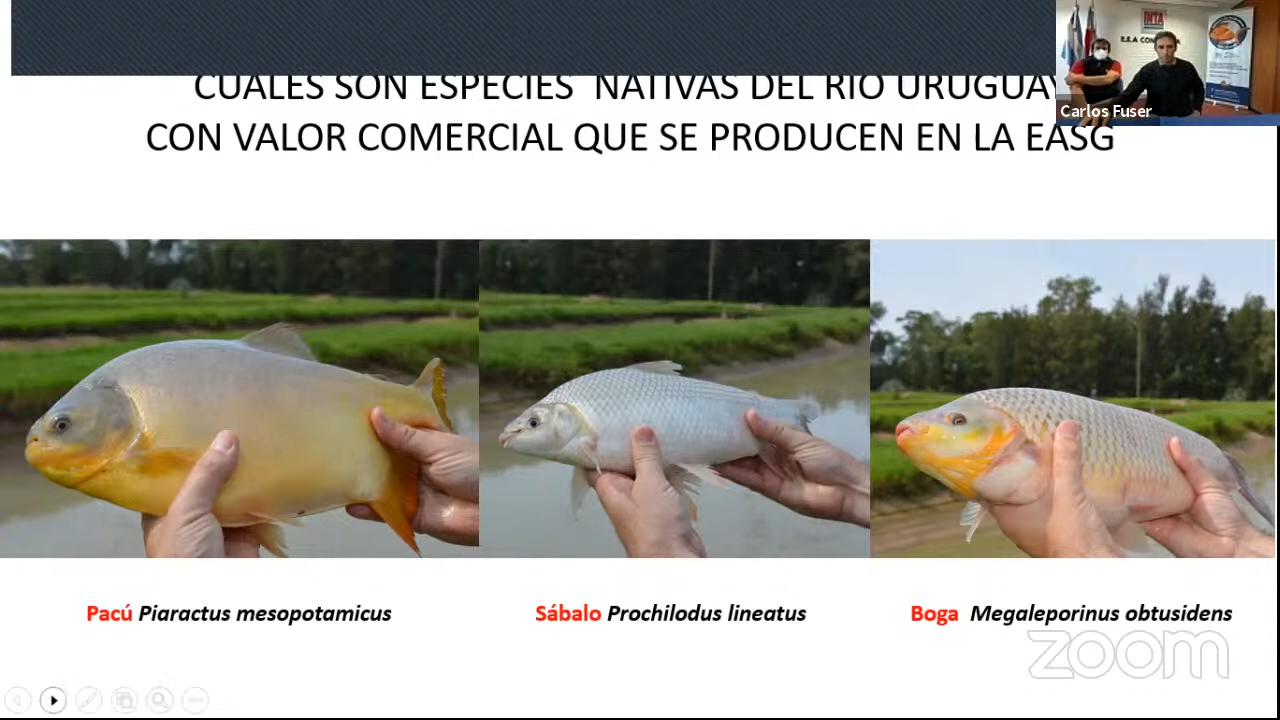 CUALES SON ESPECIES NATIVAS DEL RIO URUGUAY
CON VALOR COMERCIAL QUE SE PRODUCEN EN LA EASG
INTA
Carlos Fuser
Pacú Piaractus mesopotamicus
Sábalo Prochilodus lineatus
Boga Megaleporinus obtusidens
zoom